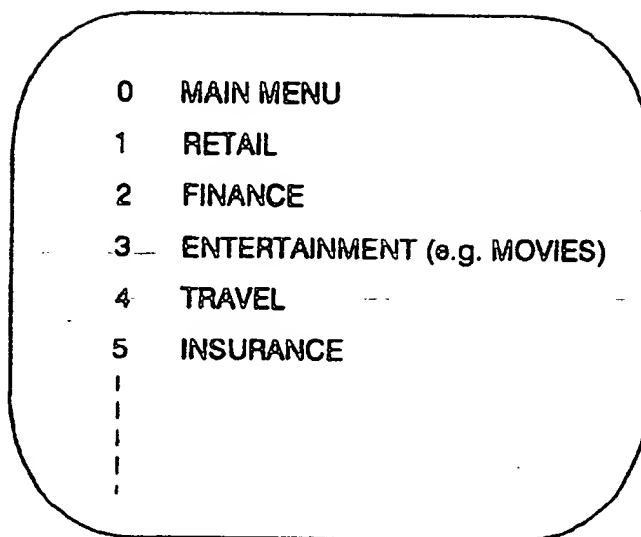 0 MAIN MENU
1 RETAIL
2 FINANCE
3 ENTERTAINMENT (e.g. MOVIES)
4 TRAVEL
5 INSURANCE